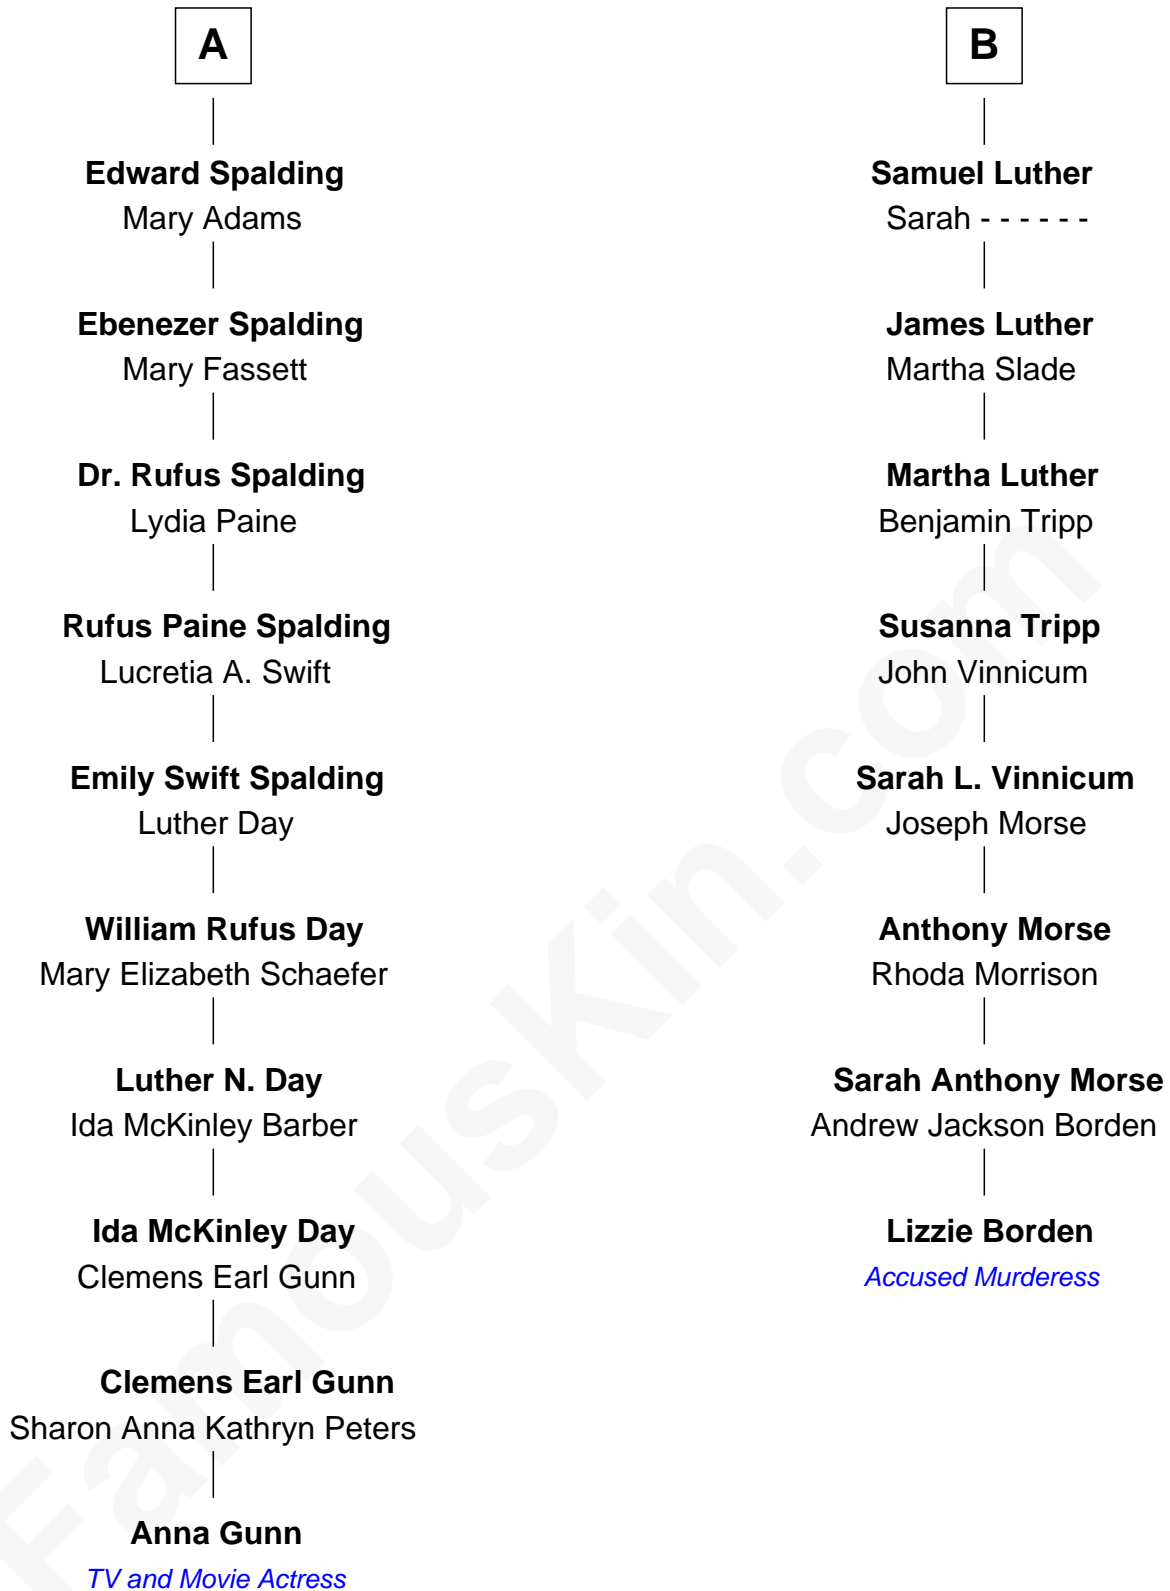 A
Edward Spalding
Mary Adams
Ebenezer Spalding
Mary Fassett
Dr. Rufus Spalding
Lydia Paine
Rufus Paine Spalding
Lucretia A. Swift
Emily Swift Spalding
Luther Day
William Rufus Day
Mary Elizabeth Schaefer
Luther N. Day
Ida McKinley Barber
Ida McKinley Day
Clemens Earl Gunn
Clemens Earl Gunn
Sharon Anna Kathryn Peters
Anna Gunn
TV and Movie Actress
B
Samuel Luther
Sarah - - - - - -
James Luther
Martha Slade
Martha Luther
Benjamin Tripp
Susanna Tripp
John Vinnicum
Sarah L. Vinnicum
Joseph Morse
Anthony Morse
Rhoda Morrison
Sarah Anthony Morse
Andrew Jackson Borden
Lizzie Borden
Accused Murderess
FamousKin.com